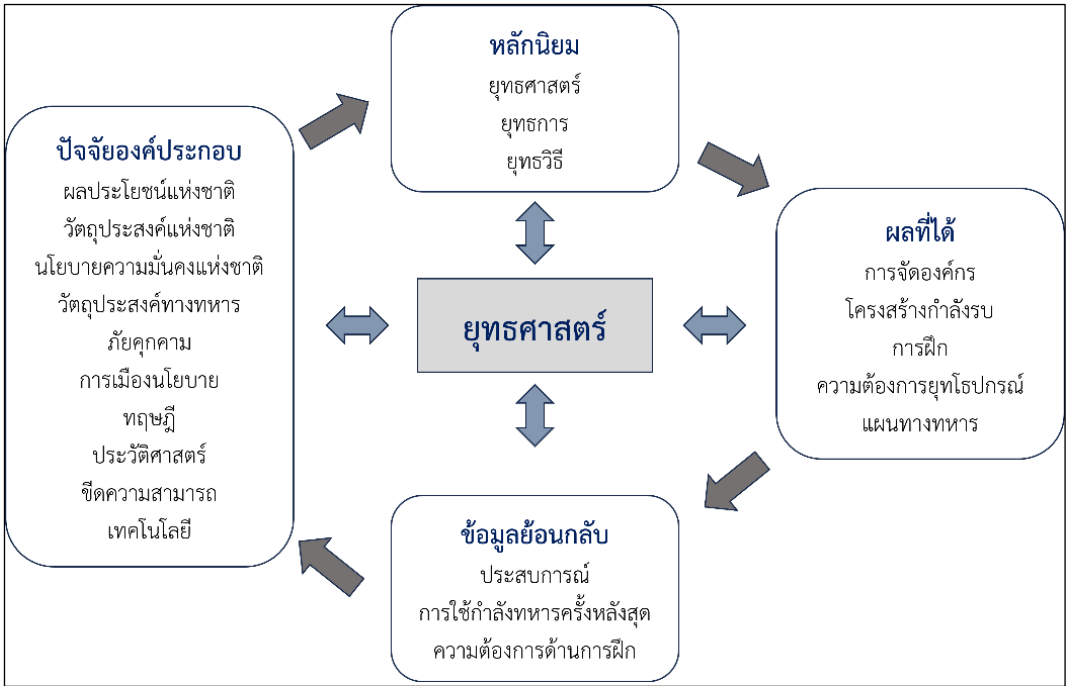 หลักนิยม
ยุทธศาสตร์
ยุทธการ
ยุทธวิธี
ปัจจัยองค์ประกอบ
ผลประโยชน์แห่งชาติ
วัตถุประสงค์แห่งชาติ
นโยบายความมั่นคงแห่งชาติ
วัตถุประสงค์ทางทหาร
ภัยคุกคาม
การเมืองนโยบาย
ทฤษฎี
ประวัติศาสตร์
ขีดความสามารถ
เทคโนโลยี
ยุทธศาสตร์
ผลที่ได้
การจัดองค์กร
โครงสร้างกำลังรบ
การฝึก
ความต้องการยุทโธปกรณ์
แผนทางทหาร
ข้อมูลย้อนกลับ
ประสบการณ์
การใช้กำลังทหารครั้งหลังสุด
ความต้องการด้านการฝึก